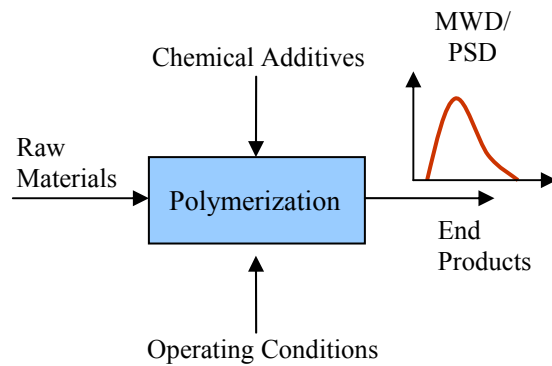 MWD/
PSD
Chemical Additives
Raw
Materials
Polymerization
End
Products
Operating Conditions